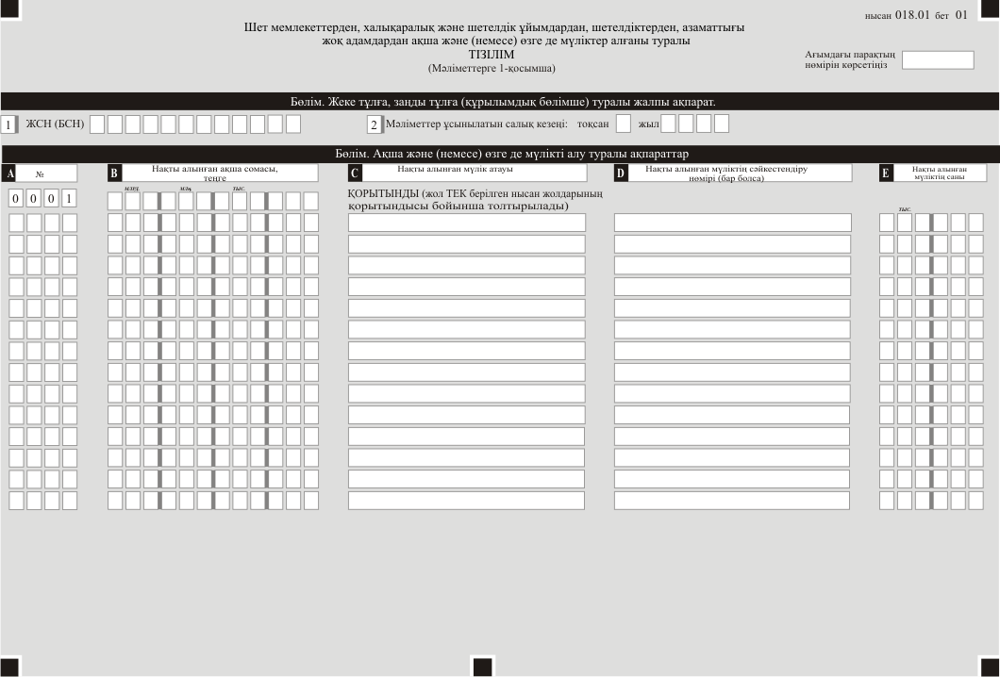 нысан 018.01 бет 01
Шет мемлекеттерден, халықаралық және шетелдік ұйымдардан, шетелдіктерден, азаматтығы
жоқ адамдардан ақша және (немесе) өзге де мүліктер алғаны туралы
ТІЗІЛІМ
(Мәліметтерге 1-қосымша)
Ағымдағы парақтың
нөмірін көрсетіңіз
Бөлім. Жеке тұлға, заңды тұлға (құрылымдық бөлімше) туралы жалпы ақпарат.
1 ЖСН (БСН)
2 Мәліметтер ұсынылатын салық кезеңі: тоқсан жыл
Бөлім. Ақша және (немесе) өзге де мүлікті алу туралы ақпараттар
A №
B Нақты алынған ақша сомасы,
теңге
C Нақты алынған мүлік атауы
D Нақты алынған мүліктің сәйкестендіру
нөмірі (бар болса)
E Нақты алынған
мүліктің саны
0 0 0 1
млрд. млн. тыс.
ҚОРЫТЫНДЫ (жол ТЕК берілген нысан жолдарының
қорытындысы бойынша толтырылады)
тыс.